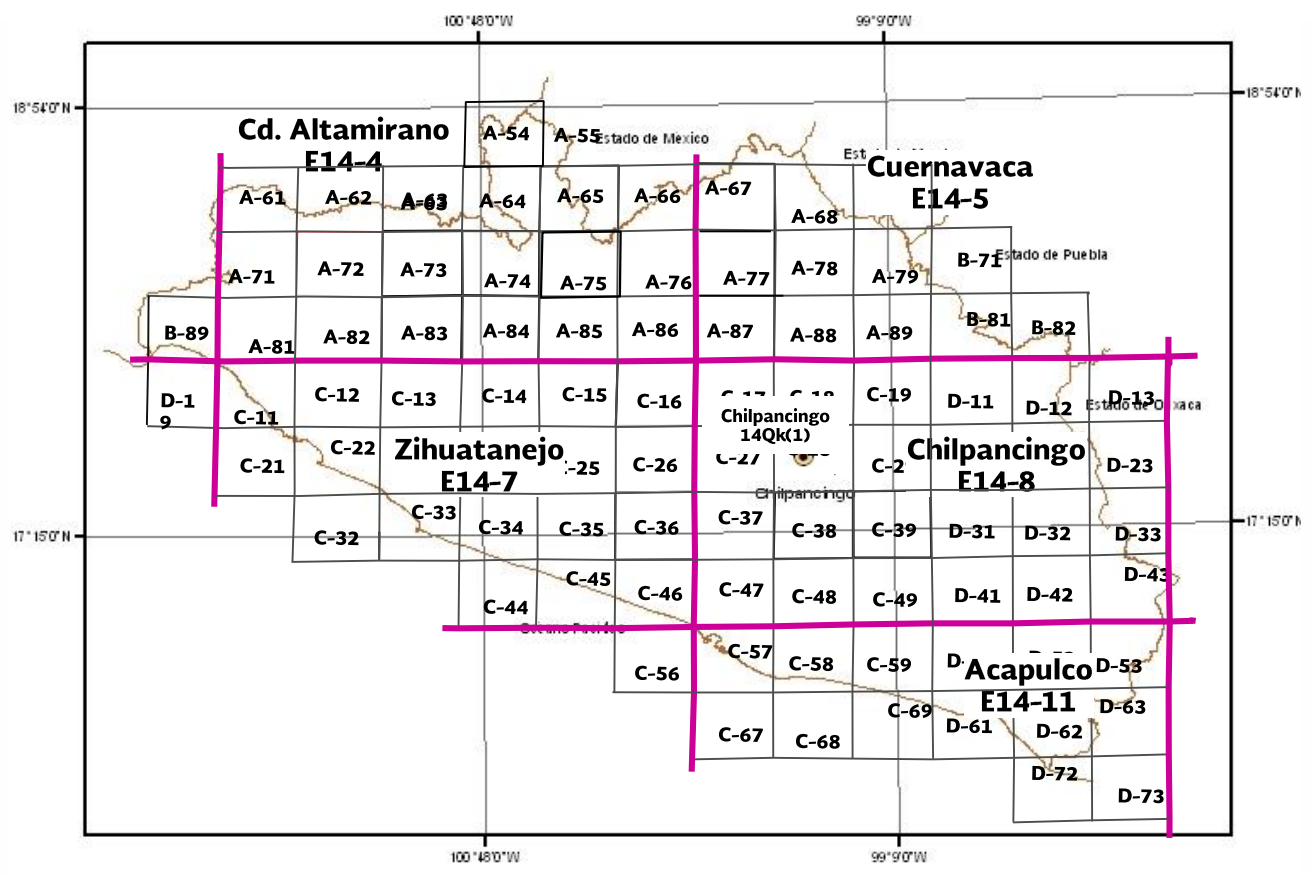 100°48'0"W 99°9'0"W
18°54'0"N 18°54'0"N
Cd. Altamirano
E14-4
A-54 A-55 Estado de México
Cuernavaca
E14-5
A-61 A-62 A-63 A-64 A-65 A-66 A-67 A-68
A-71 A-72 A-73 A-74 A-75 A-76 A-77 A-78 A-79 B-71 Estado de Puebla
B-89 A-81 A-82 A-83 A-84 A-85 A-86 A-87 A-88 A-89 B-81 B-82
D-1
9
C-11 C-12 C-13 C-14 C-15 C-16 C-19 D-11 D-12 D-13
Chilpancingo
14Qk(1)
C-21 C-22 Zihuatanejo -25 C-26 C-27 C-2 Chilpancingo D-23
E14-7 E14-8
Chilpancingo
C-32 C-33 C-34 C-35 C-36 C-37 C-38 C-39 D-31 D-32 D-33
17°15'0"N 17°15'0"N
C-44 C-45 C-46 C-47 C-48 C-49 D-41 D-42 D-43
C-56 C-57 C-58 C-59 D- D-53
Acapulco
E14-11
C-67 C-68 C-69 D-61 D-62 D-63
D-72 D-73
100°48'0"W 99°9'0"W